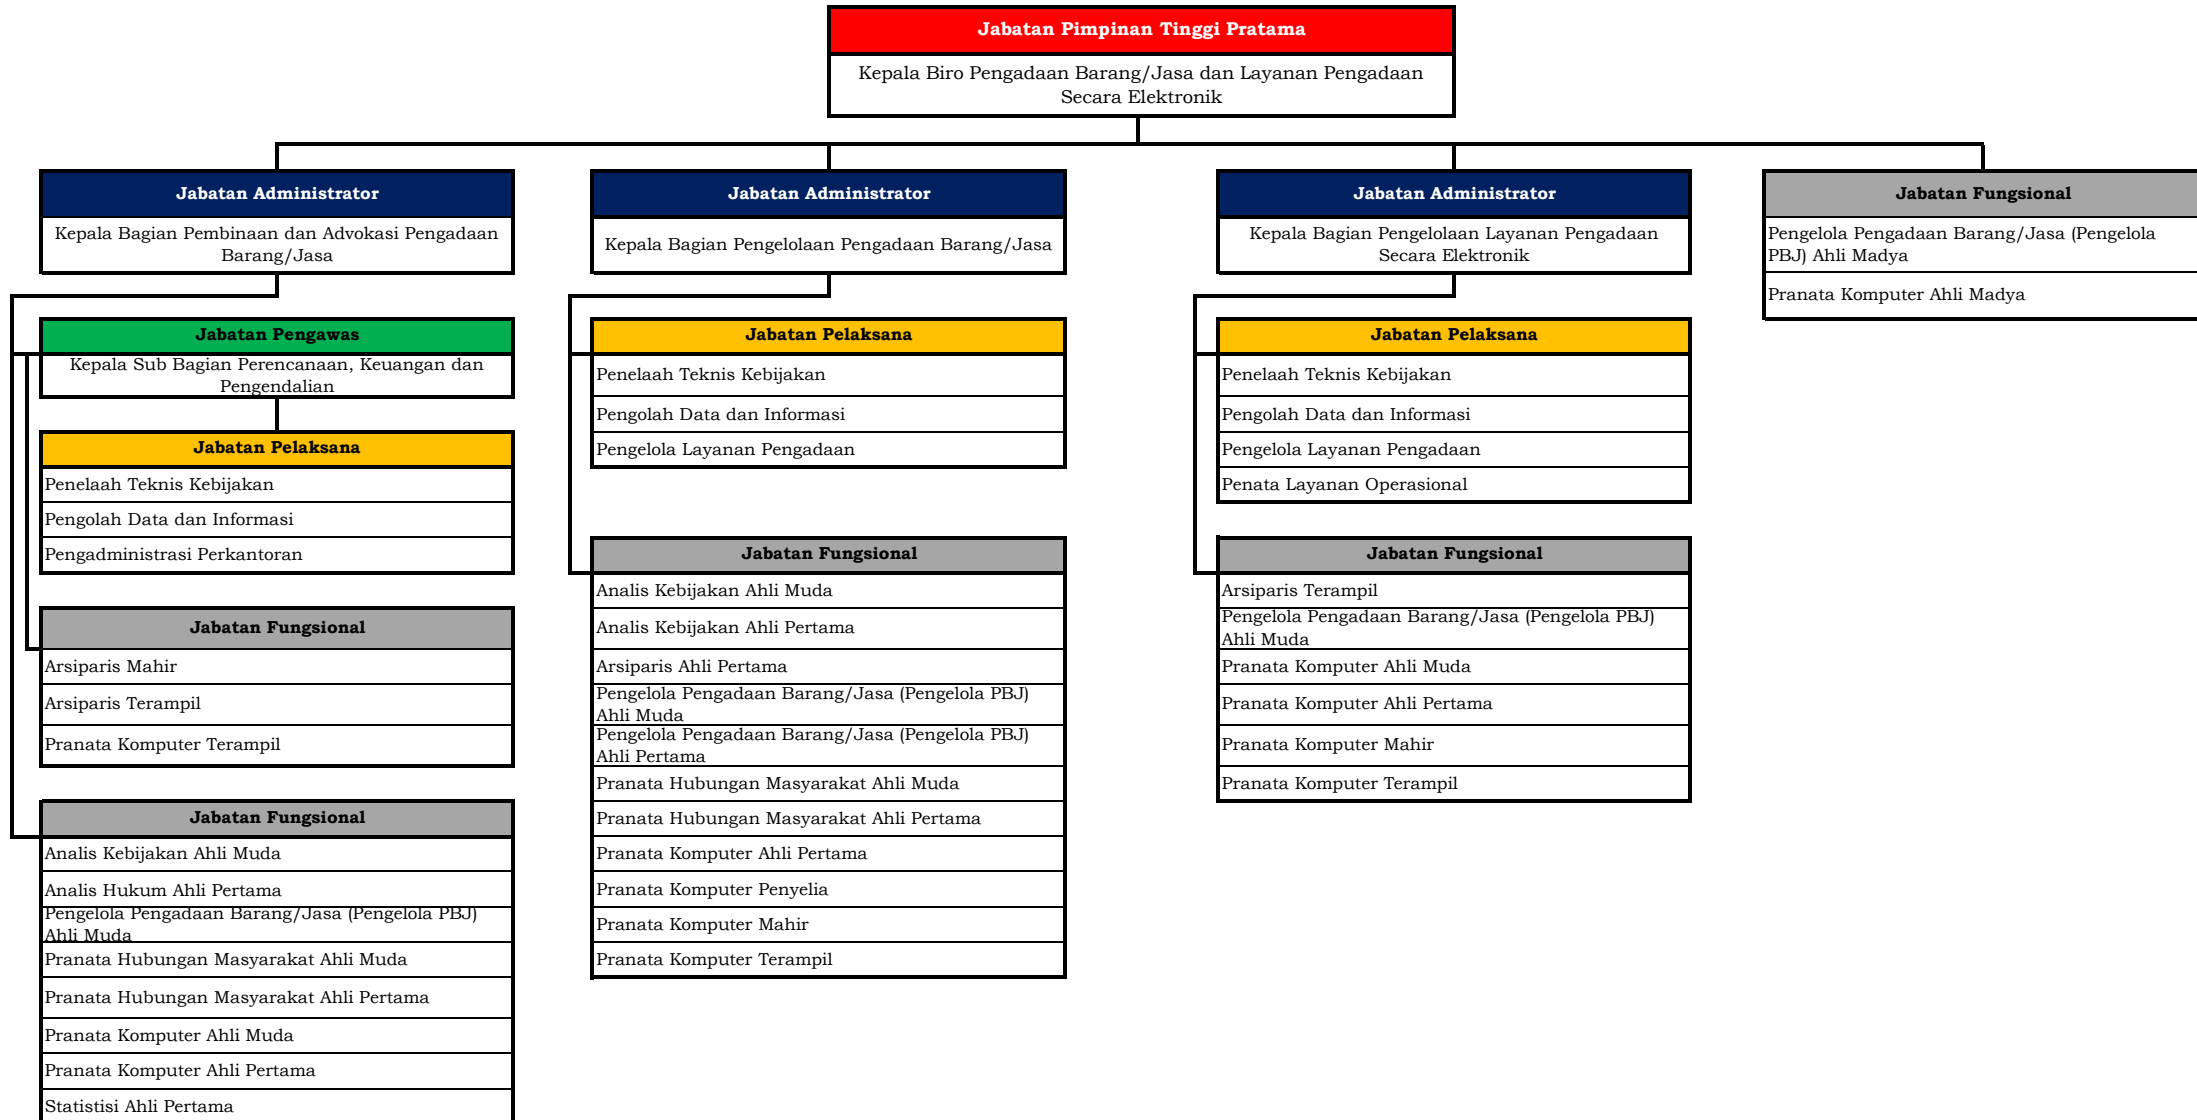 Jabatan Pimpinan Tinggi Pratama
Kepala Biro Pengadaan Barang/Jasa dan Layanan Pengadaan
Secara Elektronik
Jabatan Administrator
Kepala Bagian Pembinaan dan Advokasi Pengadaan
Barang/Jasa
Jabatan Pengawas
Kepala Sub Bagian Perencanaan, Keuangan dan
Pengendalian
Jabatan Pelaksana
Penelaah Teknis Kebijakan
Pengolah Data dan Informasi
Pengadministrasi Perkantoran
Jabatan Fungsional
Arsiparis Mahir
Arsiparis Terampil
Pranata Komputer Terampil
Jabatan Fungsional
Analis Kebijakan Ahli Muda
Analis Hukum Ahli Pertama
Pengelola Pengadaan Barang/Jasa (Pengelola PBJ)
Ahli Muda
Pranata Hubungan Masyarakat Ahli Muda
Pranata Hubungan Masyarakat Ahli Pertama
Pranata Komputer Ahli Muda
Pranata Komputer Ahli Pertama
Statistisi Ahli Pertama
Jabatan Administrator
Kepala Bagian Pengelolaan Pengadaan Barang/Jasa
Jabatan Pelaksana
Penelaah Teknis Kebijakan
Pengolah Data dan Informasi
Pengelola Layanan Pengadaan
Jabatan Fungsional
Analis Kebijakan Ahli Muda
Analis Kebijakan Ahli Pertama
Arsiparis Ahli Pertama
Pengelola Pengadaan Barang/Jasa (Pengelola PBJ)
Ahli Muda
Pengelola Pengadaan Barang/Jasa (Pengelola PBJ)
Ahli Pertama
Pranata Hubungan Masyarakat Ahli Muda
Pranata Hubungan Masyarakat Ahli Pertama
Pranata Komputer Ahli Pertama
Pranata Komputer Penyelia
Pranata Komputer Mahir
Pranata Komputer Terampil
Jabatan Administrator
Kepala Bagian Pengelolaan Layanan Pengadaan
Secara Elektronik
Jabatan Pelaksana
Penelaah Teknis Kebijakan
Pengolah Data dan Informasi
Pengelola Layanan Pengadaan
Penata Layanan Operasional
Jabatan Fungsional
Arsiparis Terampil
Pengelola Pengadaan Barang/Jasa (Pengelola PBJ)
Ahli Muda
Pranata Komputer Ahli Muda
Pranata Komputer Ahli Pertama
Pranata Komputer Mahir
Pranata Komputer Terampil
Jabatan Fungsional
Pengelola Pengadaan Barang/Jasa (Pengelola
PBJ) Ahli Madya
Pranata Komputer Ahli Madya